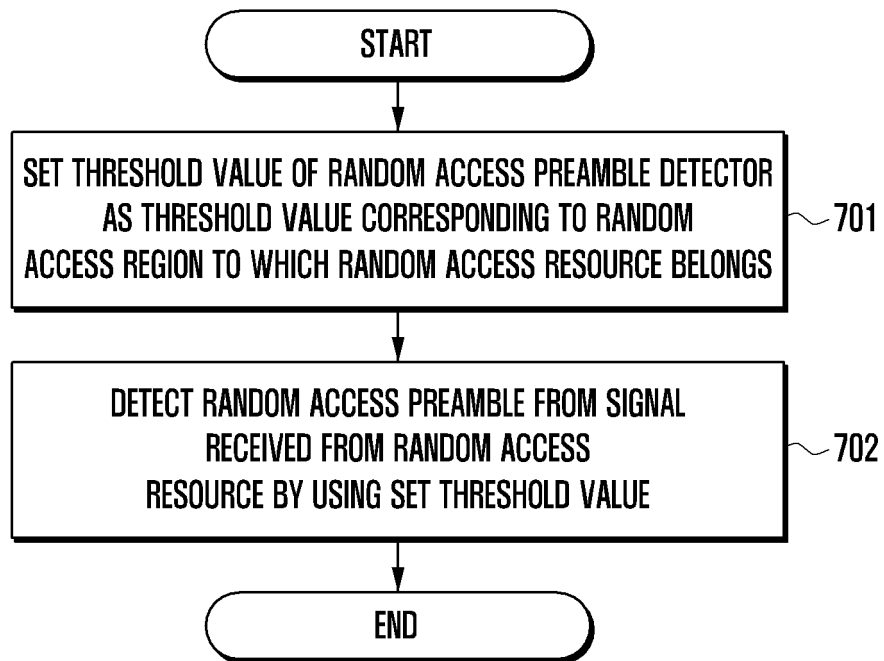 START
SET THRESHOLD VALUE OF RANDOM ACCESS PREAMBLE DETECTOR
AS THRESHOLD VALUE CORRESPONDING TO RANDOM
ACCESS REGION TO WHICH RANDOM ACCESS RESOURCE BELONGS
701
DETECT RANDOM ACCESS PREAMBLE FROM SIGNAL
RECEIVED FROM RANDOM ACCESS
RESOURCE BY USING SET THRESHOLD VALUE
702
END